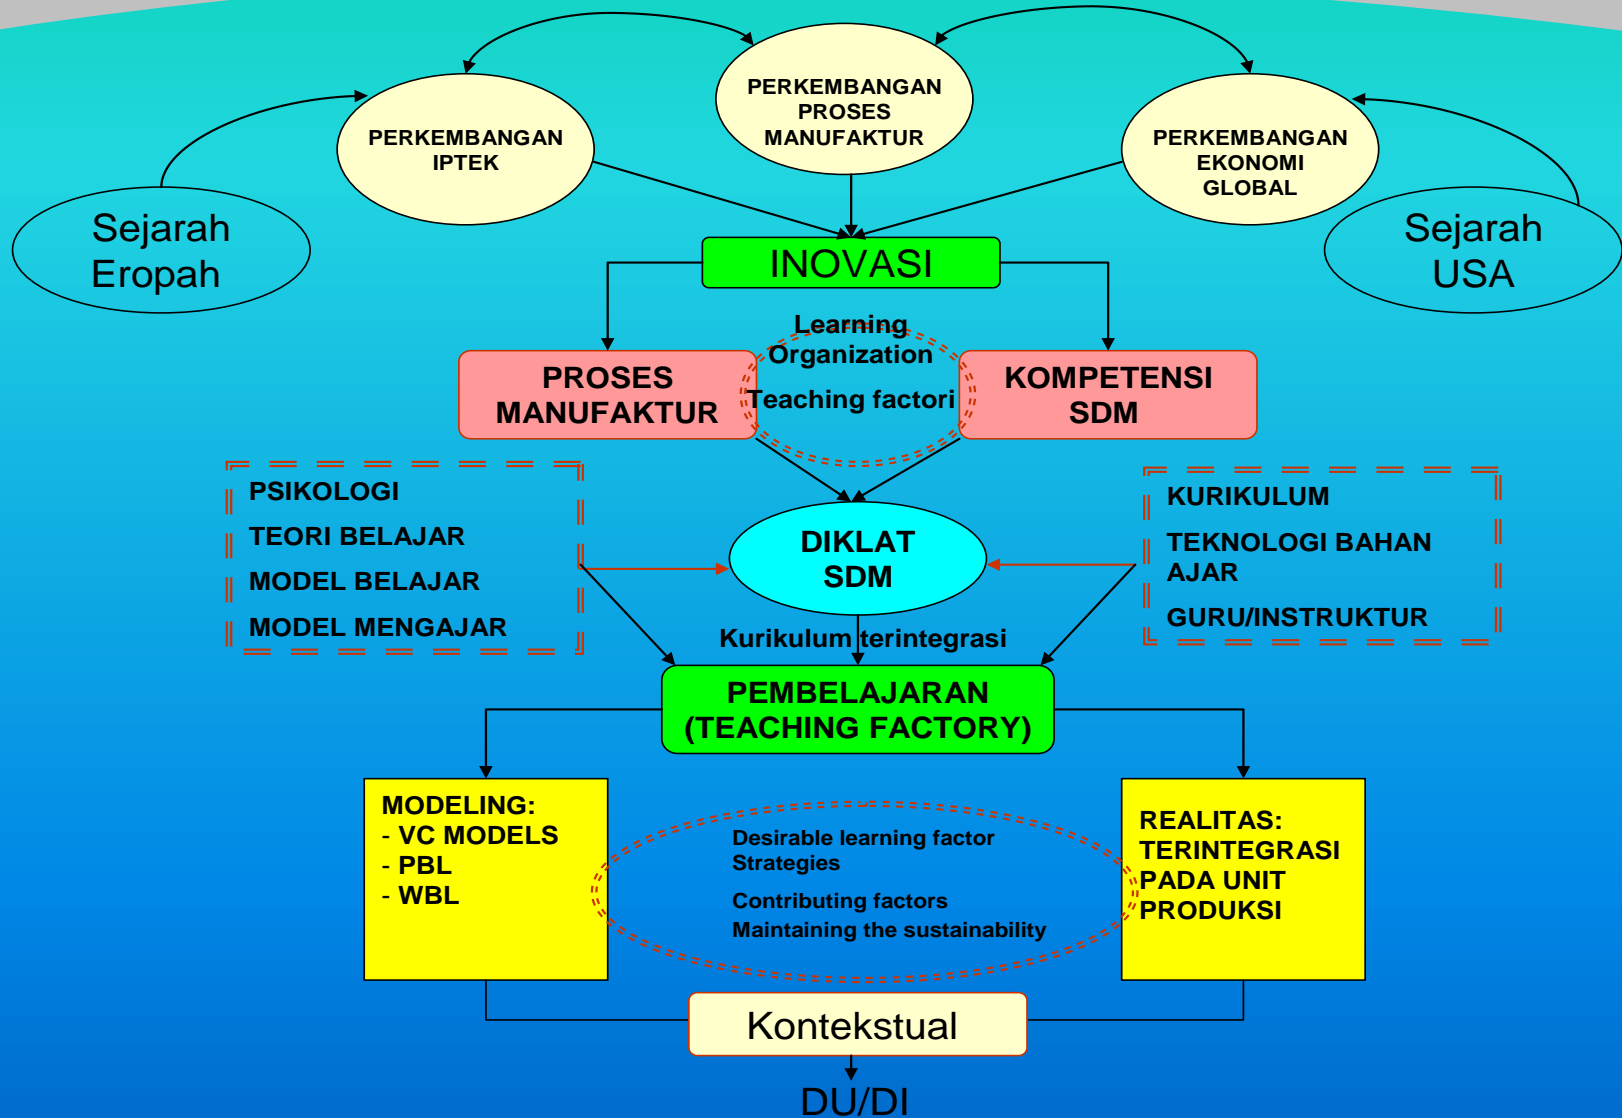 PERKEMBANGAN
IPTEK
PERKEMBANGAN
PROSES
MANUFAKTUR
PERKEMBANGAN
EKONOMI
GLOBAL
Sejarah
Eropah
Sejarah
USA
INOVASI
Learning
Organization
Teaching factori
PROSES
MANUFAKTUR
KOMPETENSI
SDM
PSIKOLOGI
TEORI BELAJAR
MODEL BELAJAR
MODEL MENGAJAR
DIKLAT
SDM
KURIKULUM
TEKNOLOGI BAHAN
AJAR
GURU/INSTRUKTUR
Kurikulum terintegrasi
PEMBELAJARAN
(TEACHING FACTORY)
MODELING:
- VC MODELS
- PBL
- WBL
Desirable learning factor
Strategies
Contributing factors
Maintaining the sustainability
REALITAS:
TERINTEGRASI
PADA UNIT
PRODUKSI
Kontekstual
DU/DI